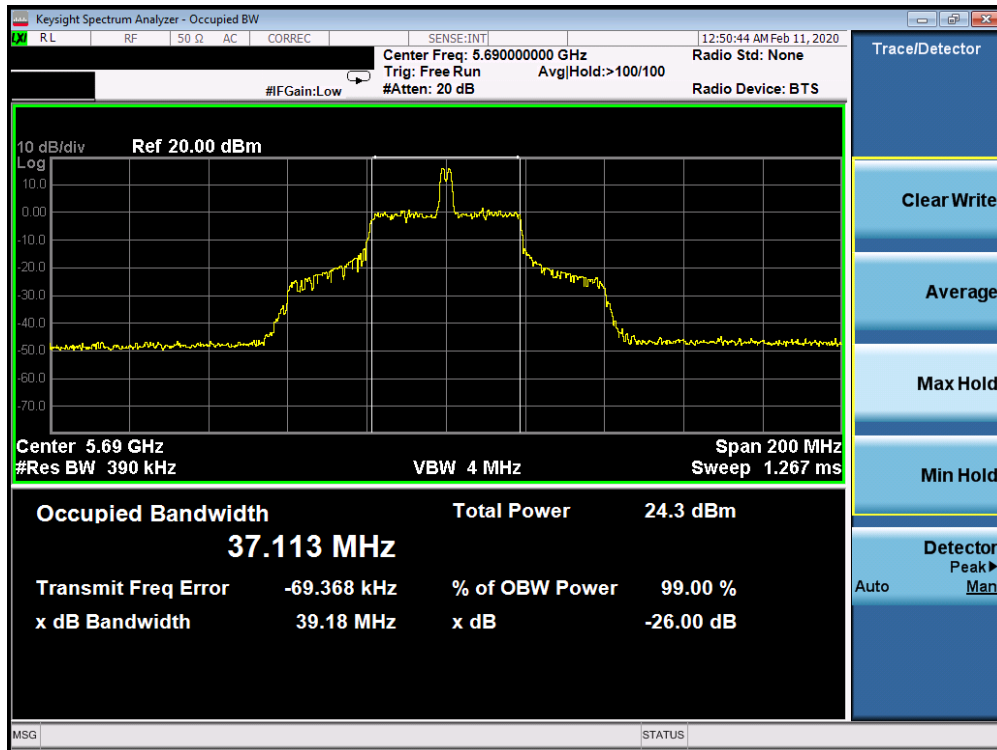 Keysight Spectrum Analyzer - Occupied BW
LXI RL RF 50 Ω AC CORREC SENSE:INT 12:50:44 AM Feb 11, 2020
Center Freq: 5.690000000 GHz Radio Std: None
Trig: Free Run Avg|Hold:>100/100
#IFGain:Low #Atten: 20 dB Radio Device: BTS
10 dB/div Ref 20.00 dBm
Log
10.0
0.00
-10.0
-20.0
-30.0
-40.0
-50.0
-60.0
-70.0
Center 5.69 GHz Span 200 MHz
#Res BW 390 kHz VBW 4 MHz Sweep 1.267 ms
Occupied Bandwidth Total Power 24.3 dBm
37.113 MHz
Transmit Freq Error -69.368 kHz % of OBW Power 99.00 %
x dB Bandwidth 39.18 MHz x dB -26.00 dB
MSG STATUS
Trace/Detector
Clear Write
Average
Max Hold
Min Hold
Detector
Peak▶
Auto Man